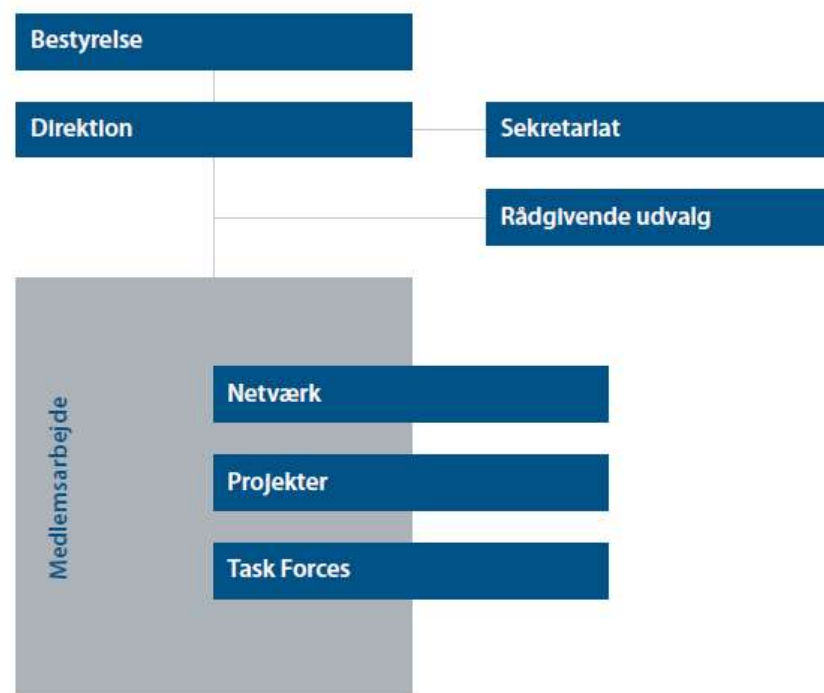 Bestyrelse
Direktion
Sekretariat
Rådgivende udvalg
Medlemsarbejde
Netværk
Projekter
Task Forces